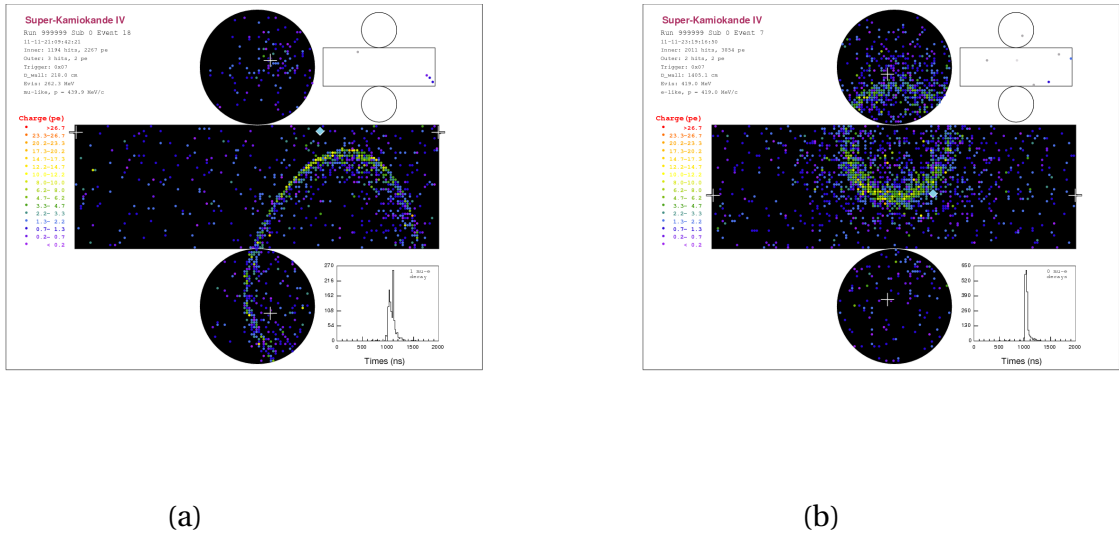 Super-Kamiokande IV
Run 999999 Sub 0 Event 18
11-11-21:09:42:21
Inner: 1194 hits, 2267 pe
Outer: 3 hits, 2 pe
Trigger: 0x07
D_wall: 218.0 cm
Evis: 262.3 MeV
mu-like, p = 439.8 MeV/c
Charge(pe)
>26.7
23.3-26.7
20.2-23.3
17.3-20.2
14.7-17.3
12.2-14.7
10.0-12.2
8.0-10.0
6.2- 8.0
4.7- 6.2
3.3- 4.7
2.2- 3.3
1.3- 2.2
0.7- 1.3
0.2- 0.7
< 0.2
1 mu-e
decay
270
216
162
108
54
0
0
500
1000
1500
2000
Times (ns)
(a)
Super-Kamiokande IV
Run 999999 Sub 0 Event 7
11-11-23:19:16:50
Inner: 2011 hits, 3854 pe
Outer: 2 hits, 2 pe
Trigger: 0x07
D_wall: 1405.1 cm
Evis: 419.0 MeV
e-like, p = 419.0 MeV/c
Charge(pe)
>26.7
23.3-26.7
20.2-23.3
17.3-20.2
14.7-17.3
12.2-14.7
10.0-12.2
8.0-10.0
6.2- 8.0
4.7- 6.2
3.3- 4.7
2.2- 3.3
1.3- 2.2
0.7- 1.3
0.2- 0.7
< 0.2
0 mu-e
decays
650
520
390
260
130
0
0
500
1000
1500
2000
Times (ns)
(b)